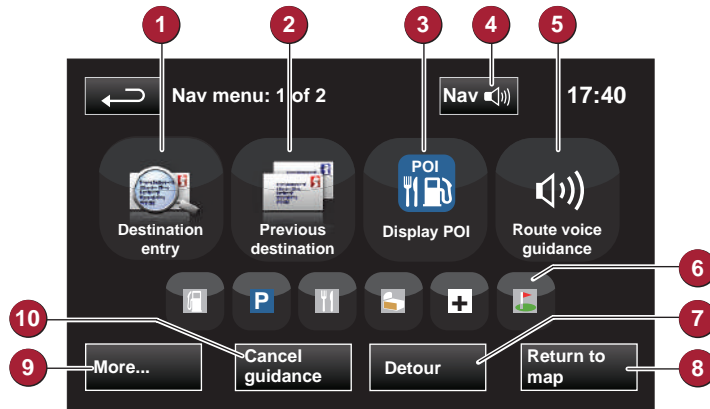 1 2 3 4 5
Nav menu: 1 of 2 Nav 17:40
POI
Destination entry
Previous destination
Display POI
Route voice guidance
P
6
10
7
9
8
More...
Cancel guidance
Detour
Return to map